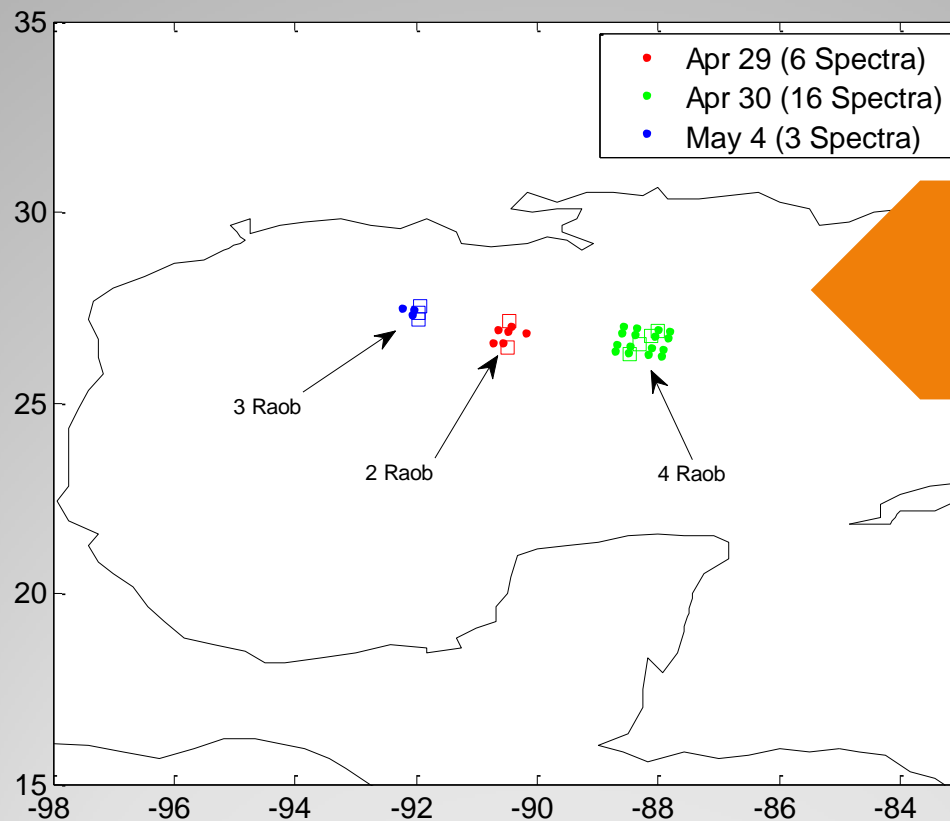 35
Apr 29 (6 Spectra)
Apr 30 (16 Spectra)
May 4 (3 Spectra)
30
25
3 Raob
2 Raob
4 Raob
20
15
-98 -96 -94 -92 -90 -88 -86 -84